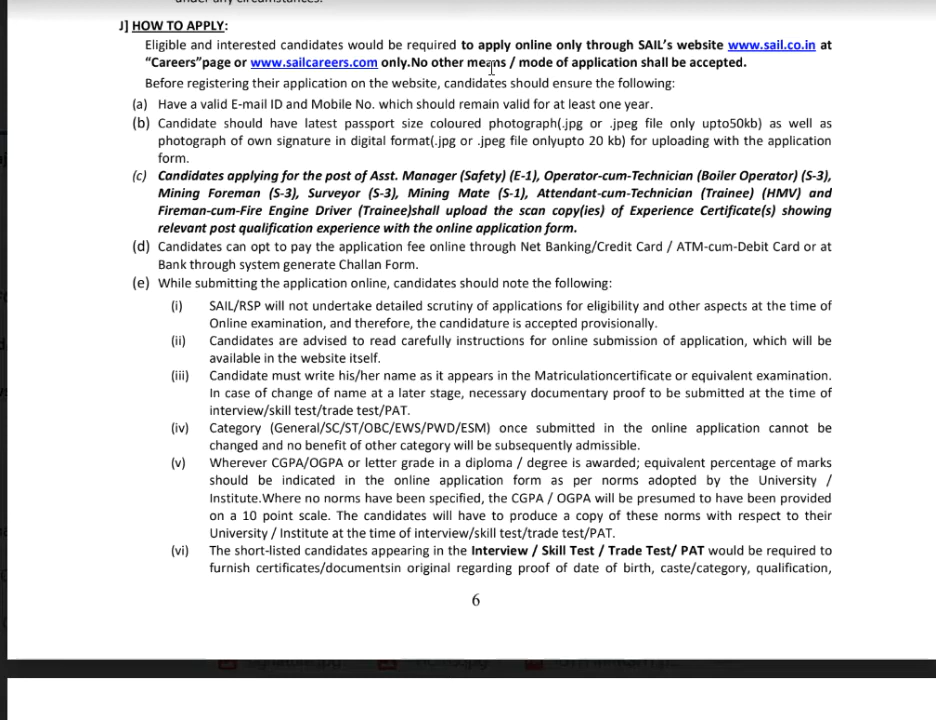 under any circumstances.
J] HOW TO APPLY:
Eligible and interested candidates would be required to apply online only through SAIL's website www.sail.co.in at
"Careers"page or www.sailcareers.com only.No other means / mode of application shall be accepted.
Before registering their application on the website, candidates should ensure the following:
(a) Have a valid E-mail ID and Mobile No. which should remain valid for at least one year.
(b) Candidate should have latest passport size coloured photograph(.jpg or .jpeg file only upto50kb) as well as
photograph of own signature in digital format(.jpg or .jpeg file onlyupto 20 kb) for uploading with the application
form.
(c) Candidates applying for the post of Asst. Manager (Safety) (E-1), Operator-cum-Technician (Boiler Operator) (S-3),
Mining Foreman (S-3), Surveyor (S-3), Mining Mate (S-1), Attendant-cum-Technician (Trainee) (HMV) and
Fireman-cum-Fire Engine Driver (Trainee)shall upload the scan copy(ies) of Experience Certificate(s) showing
relevant post qualification experience with the online application form.
(d) Candidates can opt to pay the application fee online through Net Banking/Credit Card / ATM-cum-Debit Card or at
Bank through system generate Challan Form.
(e) While submitting the application online, candidates should note the following:
(i) SAIL/RSP will not undertake detailed scrutiny of applications for eligibility and other aspects at the time of
Online examination, and therefore, the candidature is accepted provisionally.
(ii) Candidates are advised to read carefully instructions for online submission of application, which will be
available in the website itself.
(iii) Candidate must write his/her name as it appears in the Matriculationcertificate or equivalent examination.
In case of change of name at a later stage, necessary documentary proof to be submitted at the time of
interview/skill test/trade test/PAT.
(iv) Category (General/SC/ST/OBC/EWS/PWD/ESM) once submitted in the online application cannot be
changed and no benefit of other category will be subsequently admissible.
(v) Wherever CGPA/OGPA or letter grade in a diploma / degree is awarded; equivalent percentage of marks
should be indicated in the online application form as per norms adopted by the University /
Institute.Where no norms have been specified, the CGPA / OGPA will be presumed to have been provided
on a 10 point scale. The candidates will have to produce a copy of these norms with respect to their
University / Institute at the time of interview/skill test/trade test/PAT.
(vi) The short-listed candidates appearing in the Interview / Skill Test / Trade Test/ PAT would be required to
furnish certificates/documentsin original regarding proof of date of birth, caste/category, qualification,
6